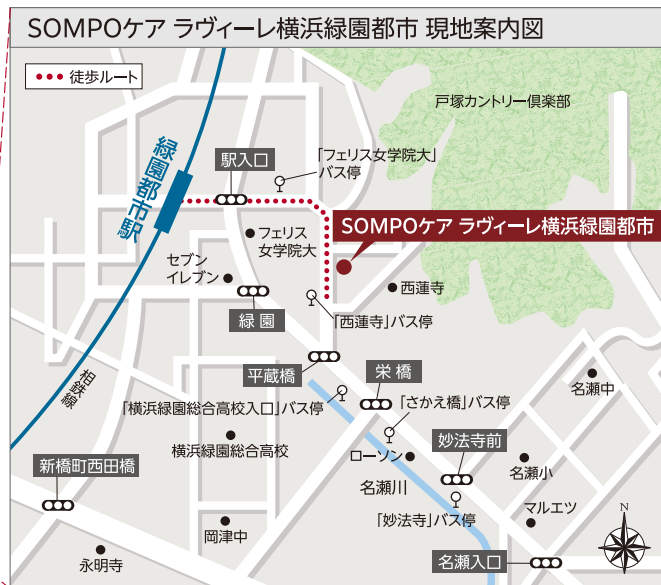 SOMPOケア ラヴィーレ横浜緑園都市 現地案内図
徒歩ルート
戸塚カントリー倶楽部
緑園都市駅
駅入口
「フェリス女学院大」
バス停
SOMPOケア ラヴィーレ横浜緑園都市
フェリス
女学院大
セブン
イレブン
西蓮寺
緑園
「西蓮寺」バス停
平蔵橋
栄橋
相鉄線
名瀬中
「横浜緑園総合高校入口」バス停
「さかえ橋」バス停
横浜緑園総合高校
妙法寺前
ローソン
新橋町西田橋
名瀬小
名瀬川
マルエツ
「妙法寺」バス停
N
岡津中
永明寺
名瀬入口